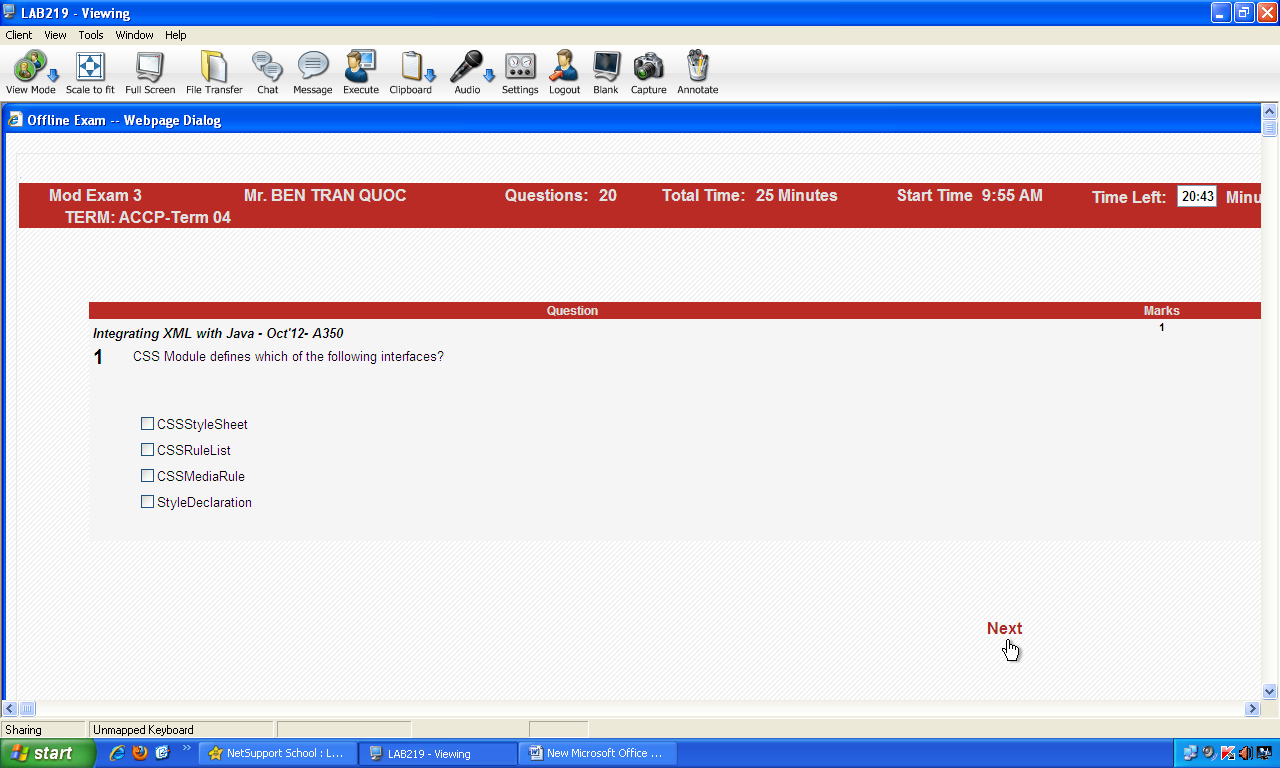 LAB219 - Viewing
Client View Tools Window Help
View Mode Scale to fit Full Screen File Transfer Chat Message Execute Clipboard Audio Settings Logout Blank Capture Annotate
Offline Exam -- Webpage Dialog
Mod Exam 3 Mr. BEN TRAN QUOC Questions: 20 Total Time: 25 Minutes Start Time 9:55 AM Time Left: 20:43 Minu
TERM: ACCP-Term 04
Question Marks
Integrating XML with Java - Oct'12- A350 1
1 CSS Module defines which of the following interfaces?
CSSStyleSheet
CSSRuleList
CSSMediaRule
StyleDeclaration
Next
Sharing Unmapped Keyboard
start NetSupport School : L... LAB219 - Viewing New Microsoft Office ...